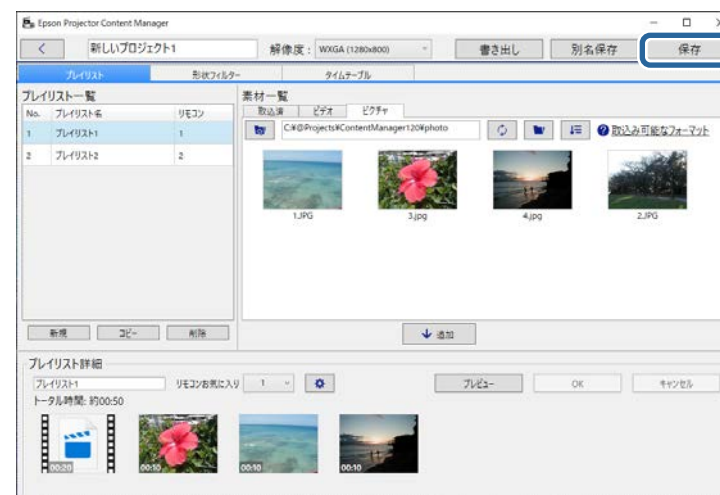 Epson Projector Content Manager
新しいプロジェクト1 解像度： WXGA (1280x800) 書き出し 別名保存 保存
プレイリスト 形状フィルター タイムテーブル
プレイリスト一覧 素材一覧
No. プレイリスト名 リモコン 取込済 ビデオ ピクチャ
1 プレイリスト1 1 C:¥@Projects¥ContentManager120¥photo ? 取込み可能なフォーマット
2 プレイリスト2 2
1.JPG 3.jpg 4.jpg 2.JPG
新規 コピー 削除 追加
プレイリスト詳細
プレイリスト1 リモコンお気に入り 1 プレビュー OK キャンセル
トータル時間: 約00:50
00:20 00:10 00:10 00:10